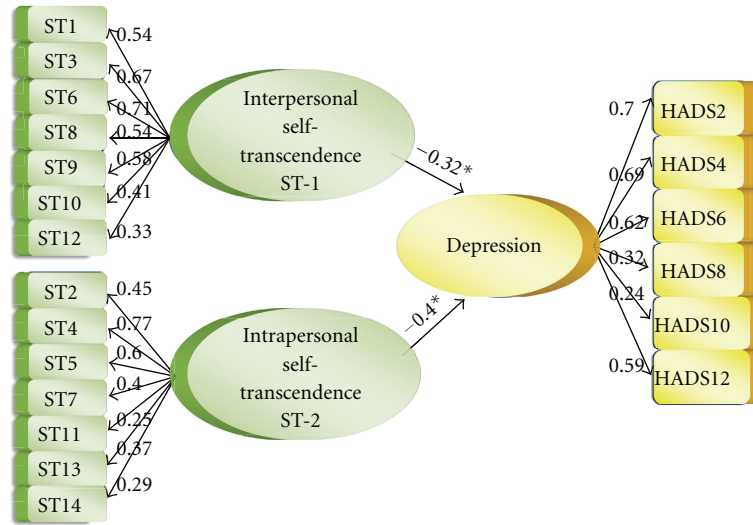 ST1
ST3
ST6
ST8
ST9
ST10
ST12
0.54
0.67
0.71
0.54
0.58
0.41
0.33
Interpersonal
self-
transcendence
ST-1
ST2
ST4
ST5
ST7
ST11
ST13
ST14
0.45
0.77
0.6
0.4
0.25
0.37
0.29
Intrapersonal
self-
transcendence
ST-2
−0.32*
−0.4*
Depression
0.7
0.69
0.62
0.32
0.24
0.59
HADS2
HADS4
HADS6
HADS8
HADS10
HADS12